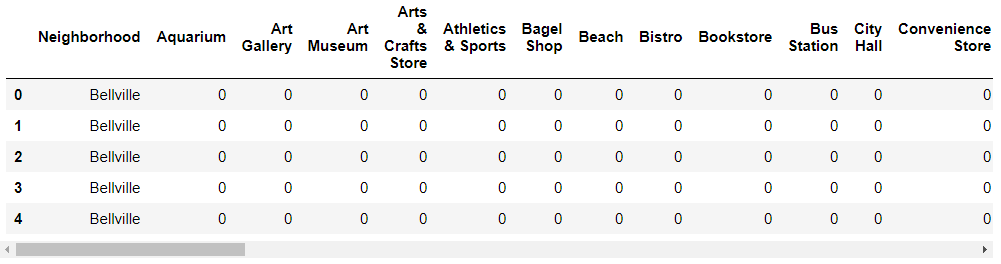 Neighborhood Aquarium Art Gallery Art Museum Arts & Crafts Store Athletics & Sports Bagel Shop Beach Bistro Bookstore Bus Station City Hall Convenience Store
0 Bellville 0 0 0 0 0 0 0 0 0 0 0 0
1 Bellville 0 0 0 0 0 0 0 0 0 0 0 0
2 Bellville 0 0 0 0 0 0 0 0 0 0 0 0
3 Bellville 0 0 0 0 0 0 0 0 0 0 0 0
4 Bellville 0 0 0 0 0 0 0 0 0 0 0 0